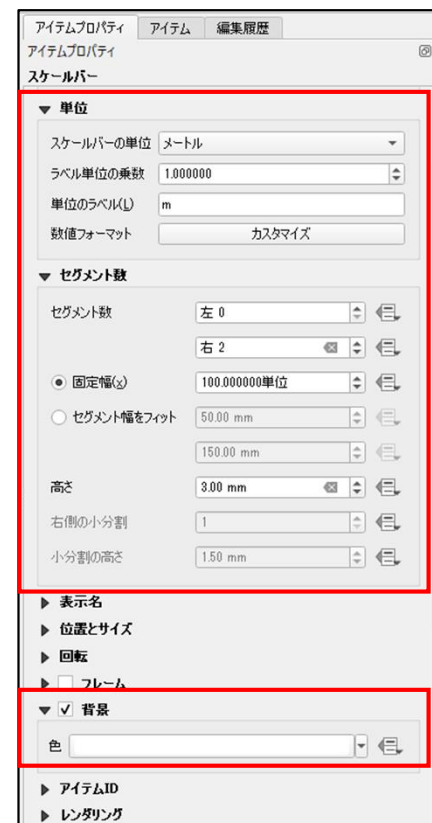 アイテムプロパティ アイテム 編集履歴
アイテムプロパティ
スケールバー
▼ 単位
スケールバーの単位 メートル
ラベル単位の乗数 1.000000
単位のラベル(L) m
数値フォーマット カスタマイズ
▼ セグメント数
セグメント数 左 0
右 2
固定幅(x) 100.000000単位
セグメント幅をフィット 50.00 mm
150.00 mm
高さ 3.00 mm
右側の小分割 1
小分割の高さ 1.50 mm
▶ 表示名
▶ 位置とサイズ
▶ 回転
▶ フレーム
▼ 背景
色
▶ アイテムID
▶ レンダリング